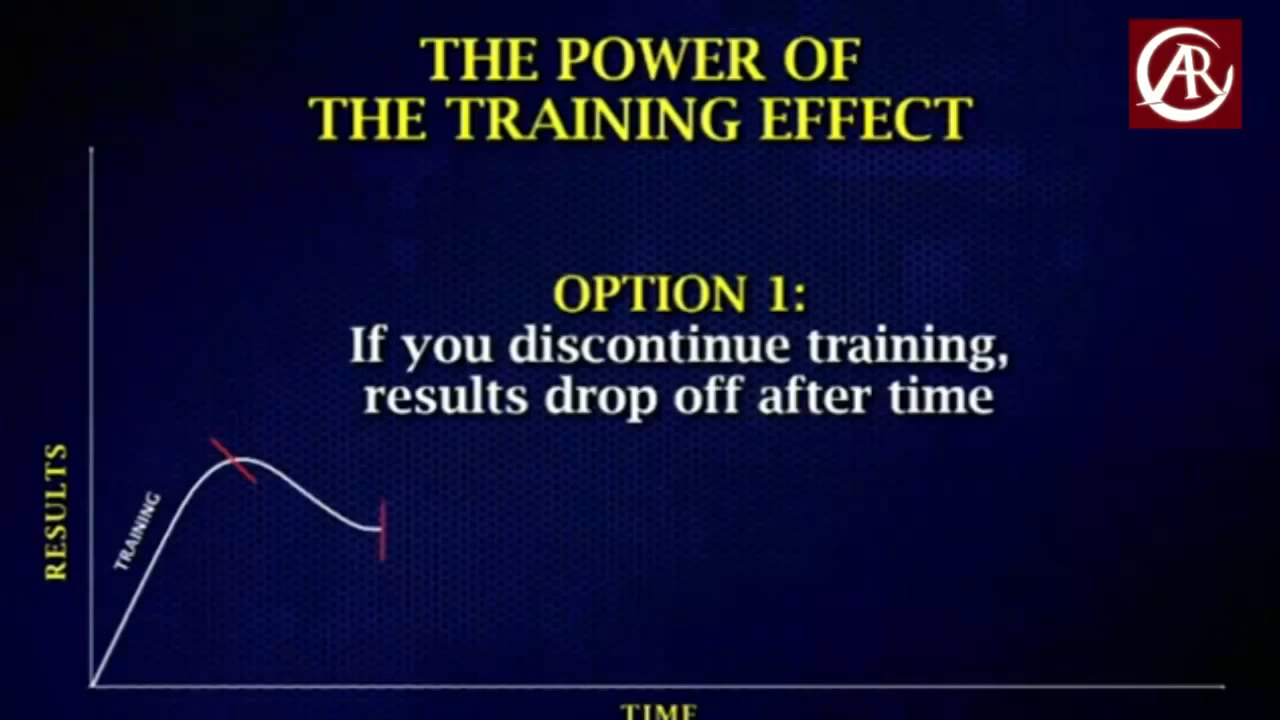 THE POWER OF
THE TRAINING EFFECT
OPTION 1:
If you discontinue training,
results drop off after time
RESULTS
TRAINING
TIME